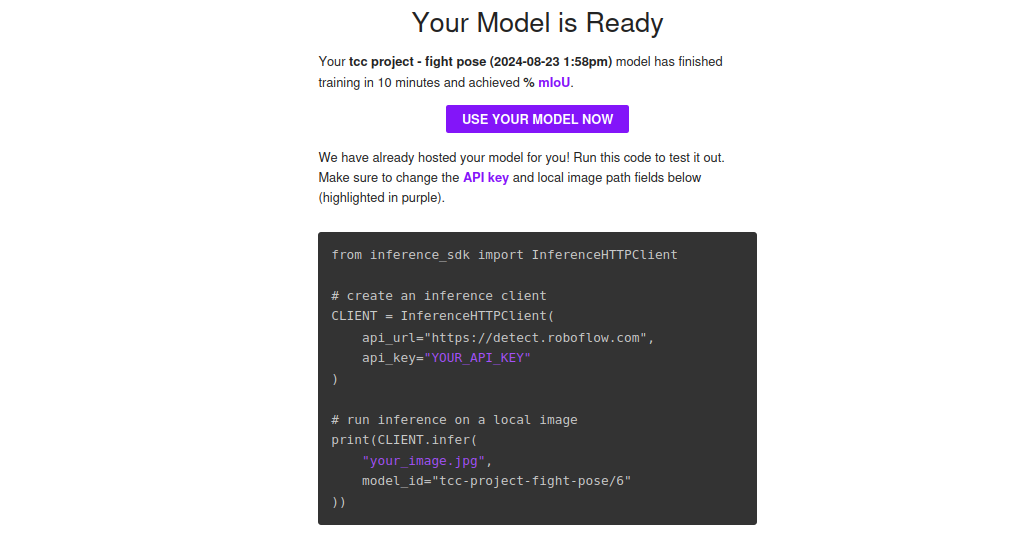 Your Model is Ready
Your tcc project - fight pose (2024-08-23 1:58pm) model has finished
training in 10 minutes and achieved % mIoU.
USE YOUR MODEL NOW
We have already hosted your model for you! Run this code to test it out.
Make sure to change the API key and local image path fields below
(highlighted in purple).
from inference_sdk import InferenceHTTPClient
# create an inference client
CLIENT = InferenceHTTPClient(
    api_url="https://detect.roboflow.com",
    api_key="YOUR_API_KEY"
)
# run inference on a local image
print(CLIENT.infer(
    "your_image.jpg",
    model_id="tcc-project-fight-pose/6"
))